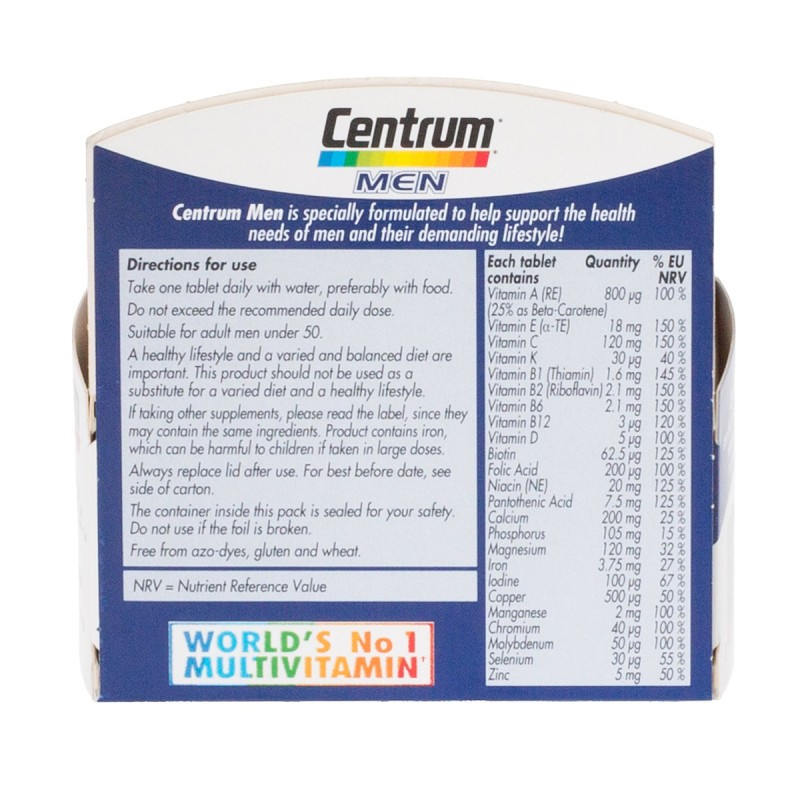 Centrum
MEN
Centrum Men is specially formulated to help support the health
needs of men and their demanding lifestyle!
Directions for use
Take one tablet daily with water, preferably with food.
Do not exceed the recommended daily dose.
Suitable for adult men under 50.
A healthy lifestyle and a varied and balanced diet are
important. This product should not be used as a
substitute for a varied diet and a healthy lifestyle.
If taking other supplements, please read the label, since they
may contain the same ingredients. Product contains iron,
which can be harmful to children if taken in large doses.
Always replace lid after use. For best before date, see
side of carton.
The container inside this pack is sealed for your safety.
Do not use if the foil is broken.
Free from azo-dyes, gluten and wheat.
NRV = Nutrient Reference Value
WORLD'S No 1
MULTIVITAMIN†
Each tablet Quantity % EU
contains NRV
Vitamin A (RE) 800 µg 100 %
(25% as Beta-Carotene)
Vitamin E (α-TE) 18 mg 150 %
Vitamin C 120 mg 150 %
Vitamin K 30 µg 40 %
Vitamin B1 (Thiamin) 1.6 mg 145 %
Vitamin B2 (Riboflavin) 2.1 mg 150 %
Vitamin B6 2.1 mg 150 %
Vitamin B12 3 µg 120 %
Vitamin D 5 µg 100 %
Biotin 62.5 µg 125 %
Folic Acid 200 µg 100 %
Niacin (NE) 20 mg 125 %
Pantothenic Acid 7.5 mg 125 %
Calcium 200 mg 25 %
Phosphorus 105 mg 15 %
Magnesium 120 mg 32 %
Iron 3.75 mg 27 %
Iodine 100 µg 67 %
Copper 500 µg 50 %
Manganese 2 mg 100 %
Chromium 40 µg 100 %
Molybdenum 50 µg 100 %
Selenium 30 µg 55 %
Zinc 5 mg 50 %